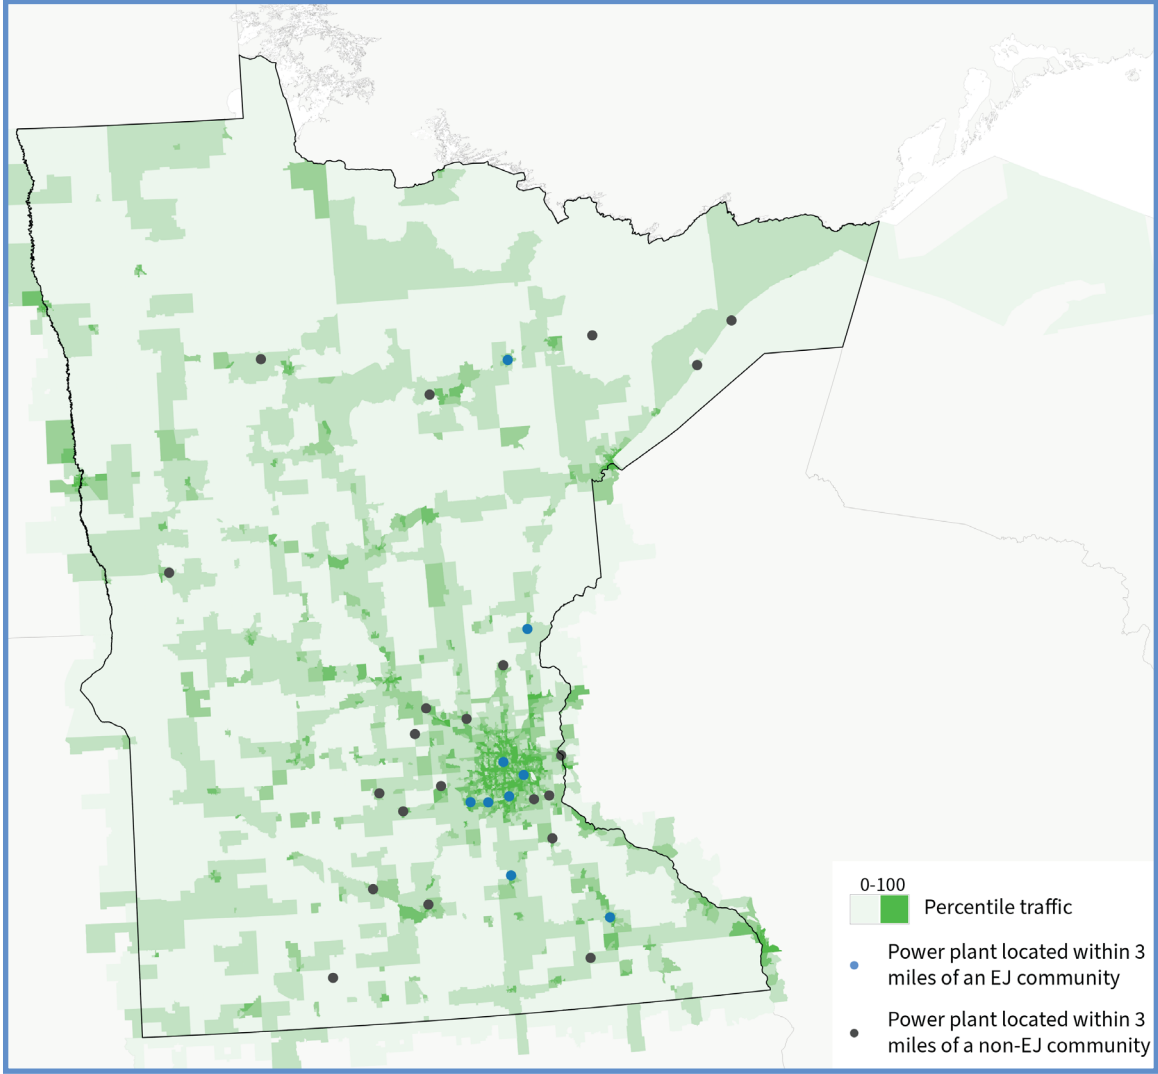 0-100
Percentile traffic
Power plant located within 3
miles of an EJ community
Power plant located within 3
miles of a non-EJ community